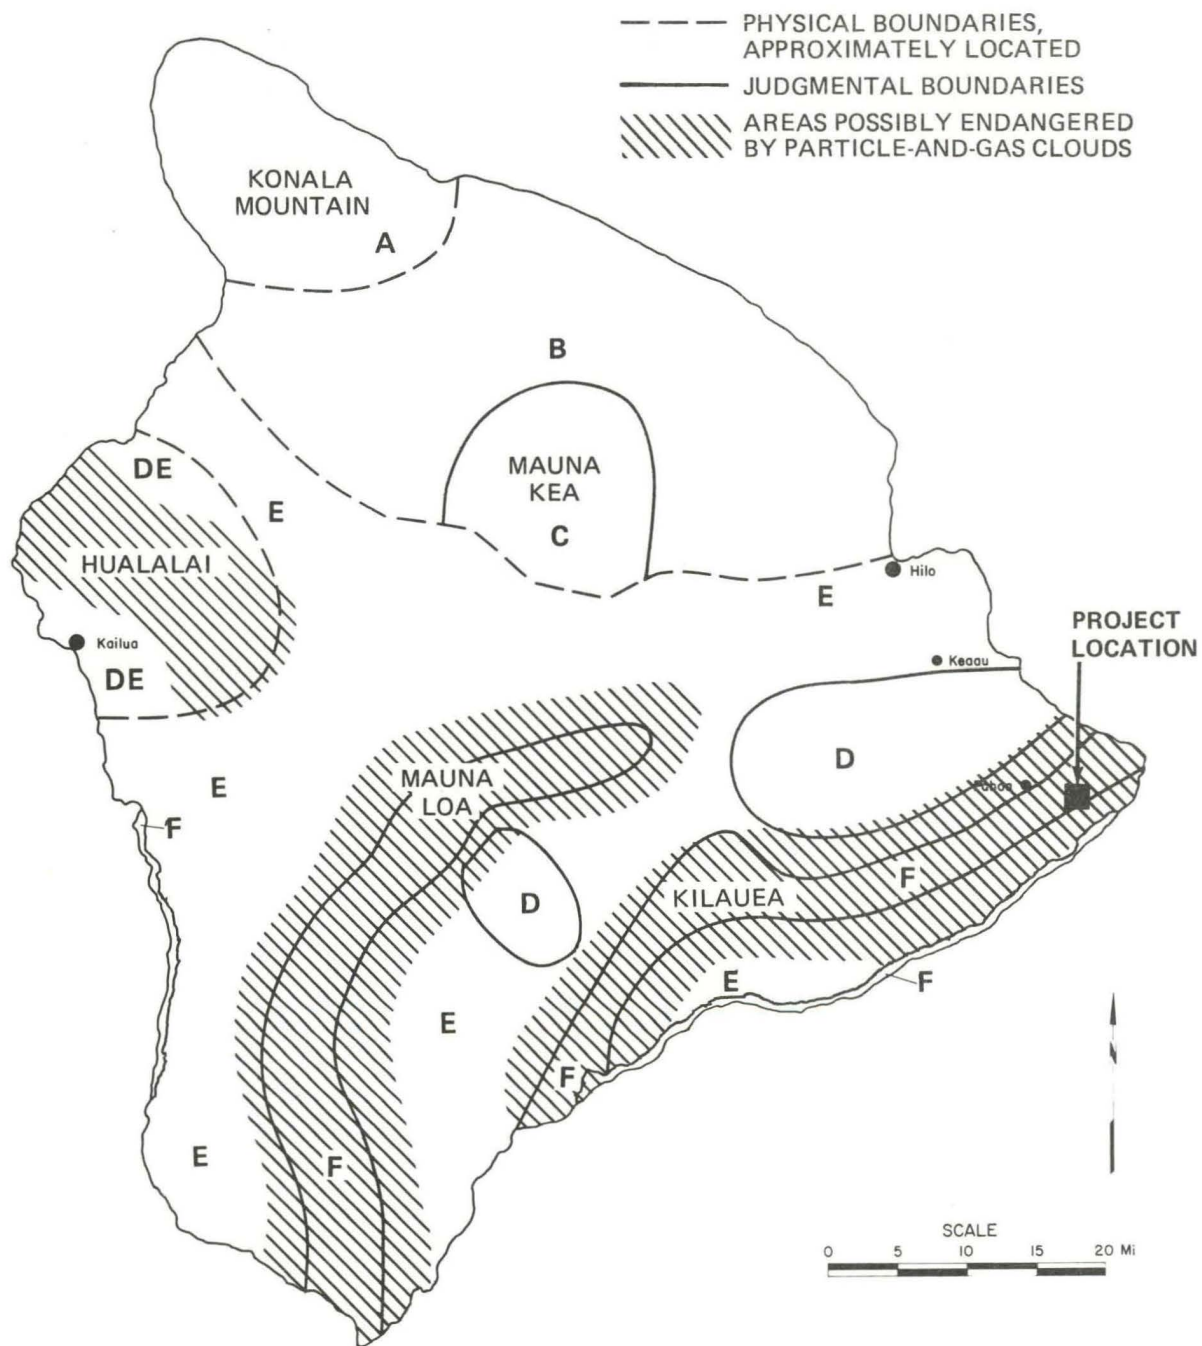 PHYSICAL BOUNDARIES,
APPROXIMATELY LOCATED
JUDGMENTAL BOUNDARIES
AREAS POSSIBLY ENDANGERED
BY PARTICLE-AND-GAS CLOUDS
KONALA
MOUNTAIN
A
B
MAUNA
KEA
C
DE
E
HUALALAI
Hilo
E
Kailua
DE
PROJECT
LOCATION
Keaau
D
E
MAUNA
LOA
F
F
KILAUEA
D
E
F
E
F
E
F
SCALE
0 5 10 15 20 Mi